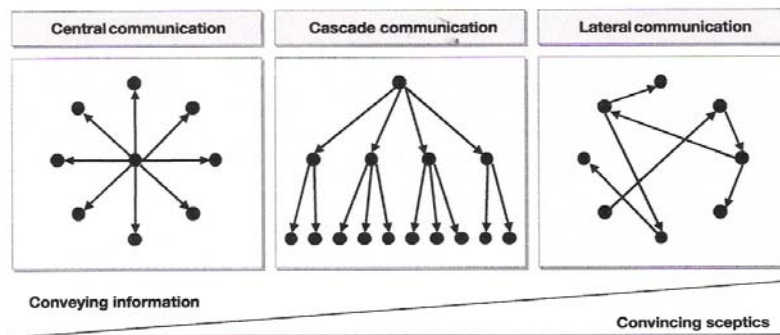 Central communication
Cascade communication
Lateral communication
Conveying information
Convincing sceptics